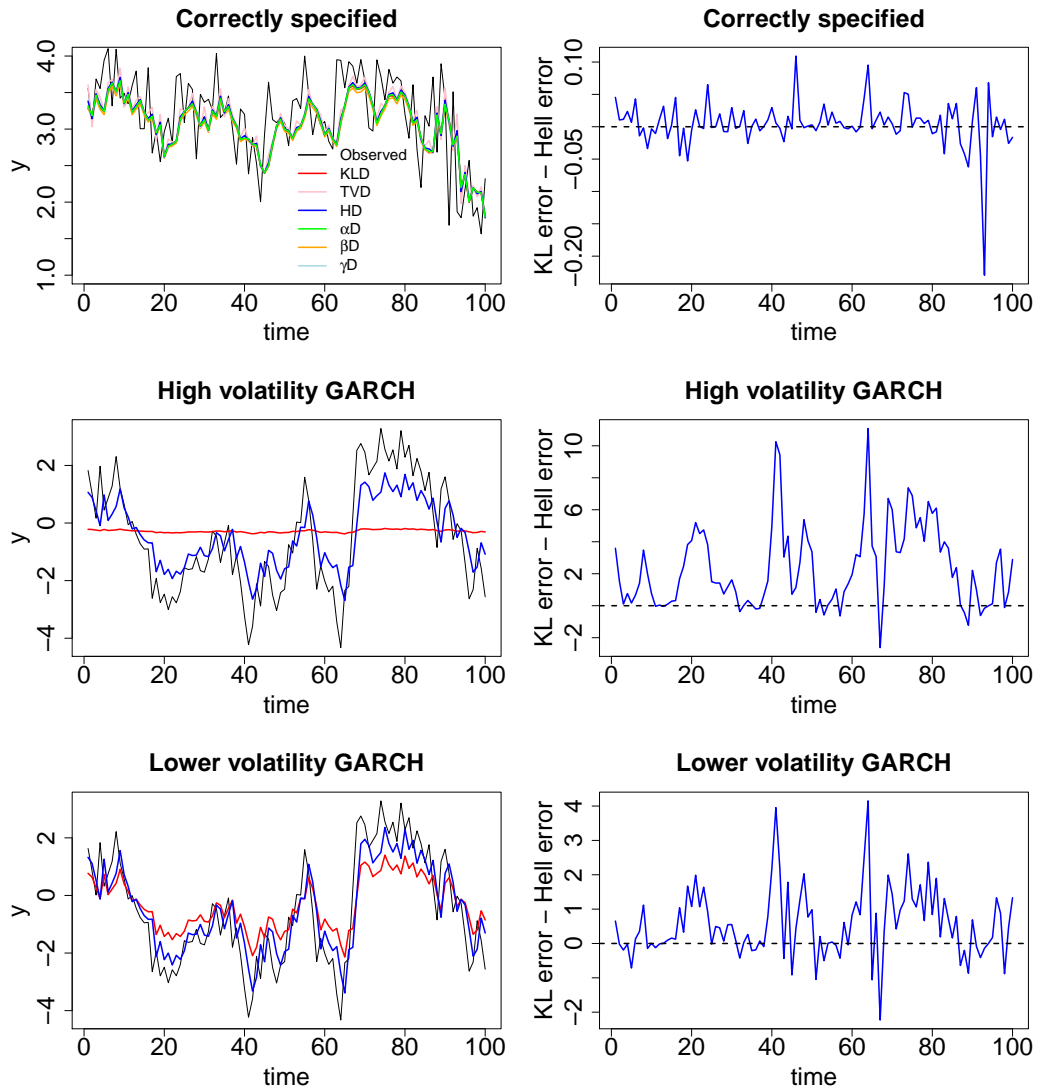 Correctly specified
y
1.0 2.0 3.0 4.0
Observed
KLD
TVD
HD
αD
βD
γD
0 20 40 60 80 100
time
Correctly specified
KL error − Hell error
−0.20 −0.05 0.10
0 20 40 60 80 100
time
High volatility GARCH
y
−4 −2 0 2
0 20 40 60 80 100
time
High volatility GARCH
KL error − Hell error
−2 2 6 10
0 20 40 60 80 100
time
Lower volatility GARCH
y
−4 −2 0 2
0 20 40 60 80 100
time
Lower volatility GARCH
KL error − Hell error
−2 0 1 2 3 4
0 20 40 60 80 100
time